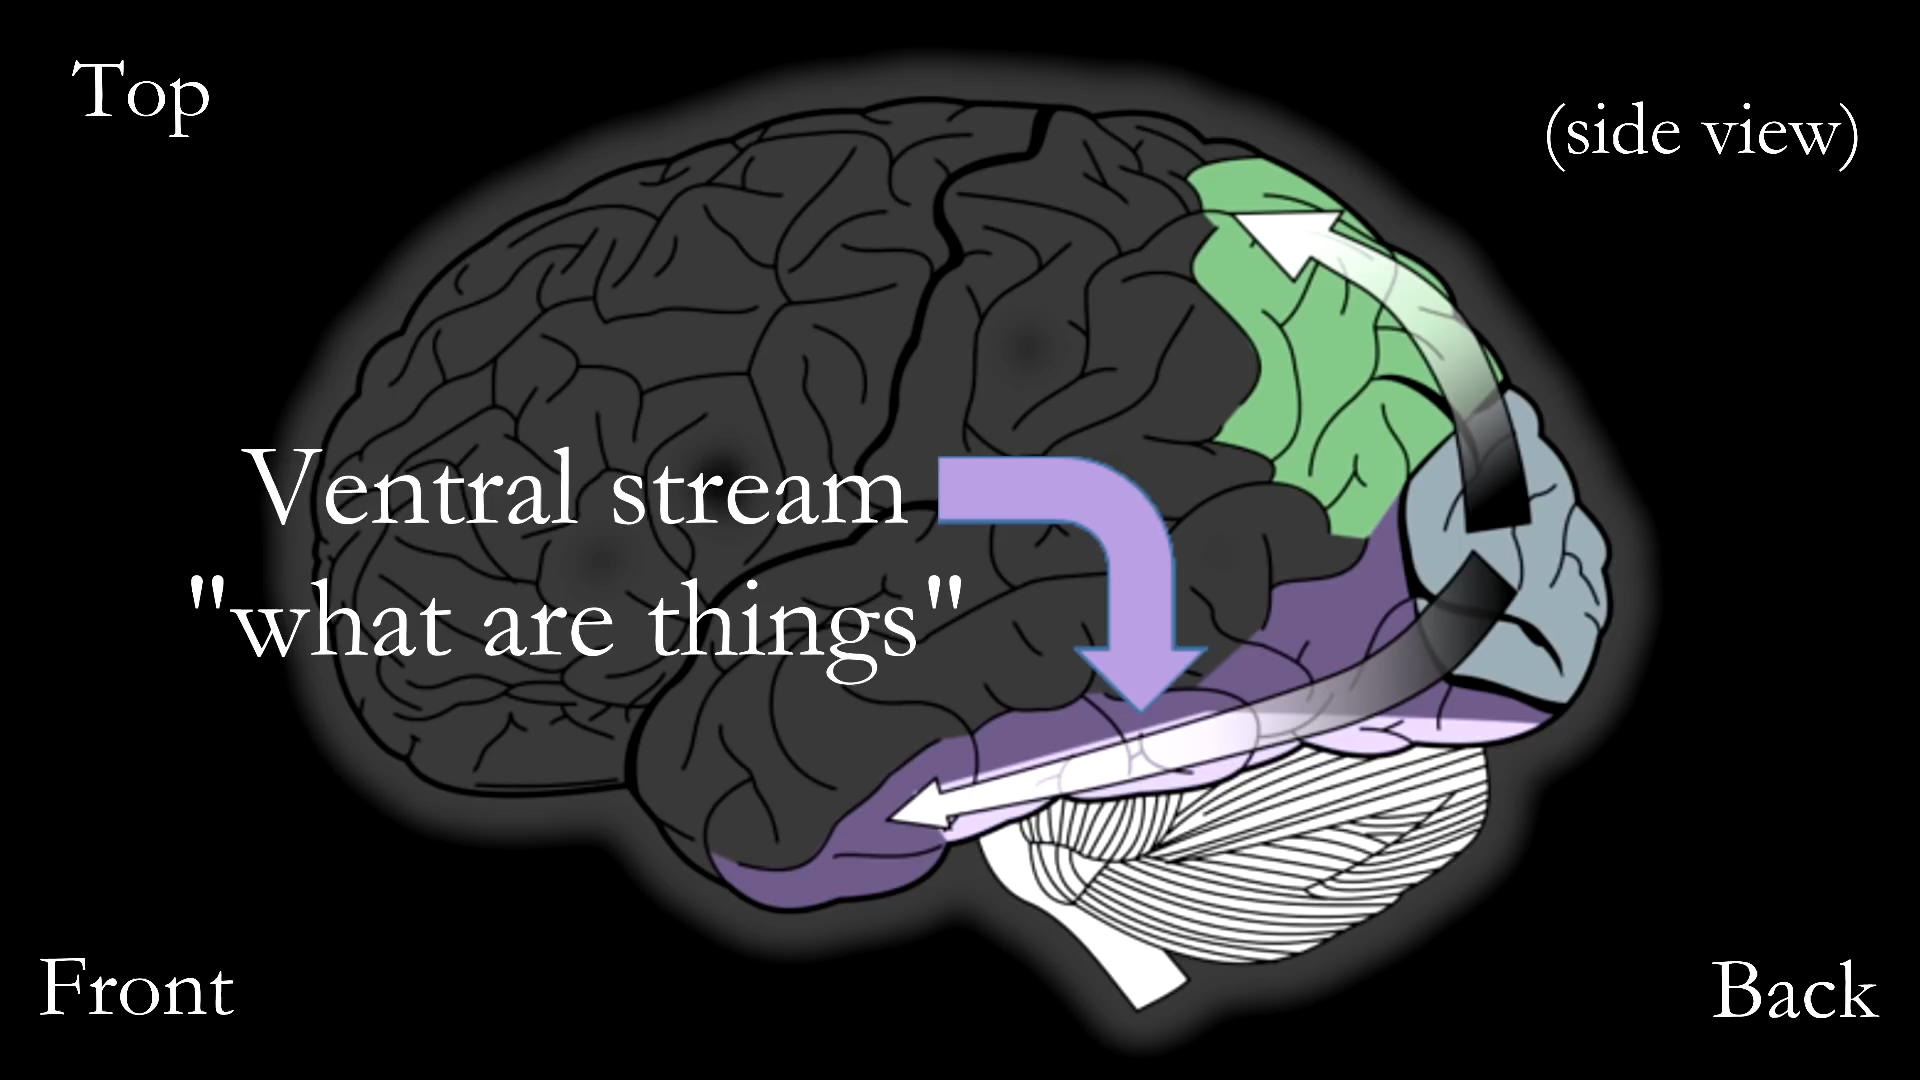 Top
(side view)
Ventral stream
"what are things"
Front
Back